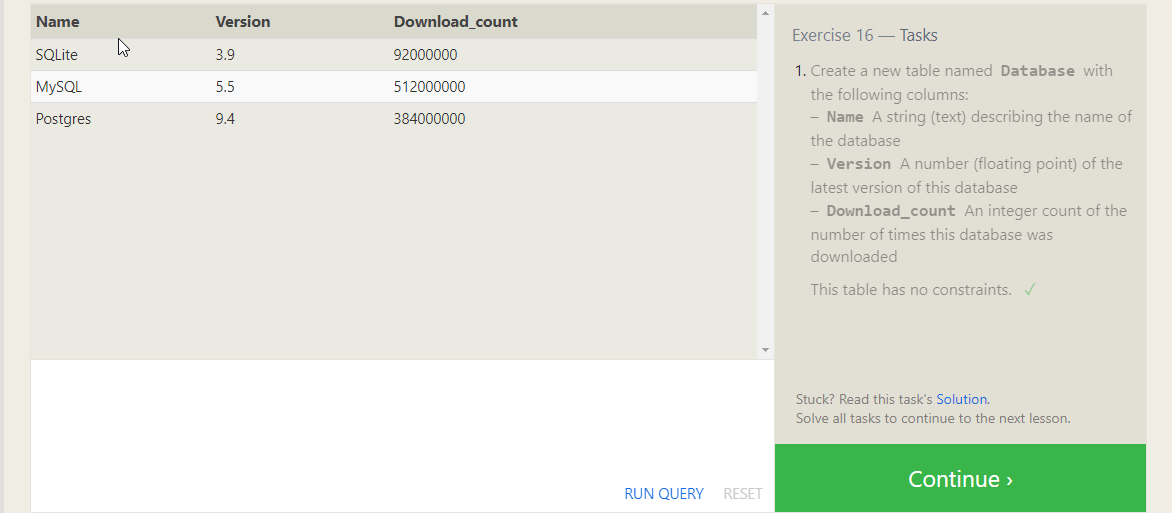 Name Version Download_count
SQLite 3.9 92000000
MySQL 5.5 512000000
Postgres 9.4 384000000
RUN QUERY RESET
Exercise 16 — Tasks
1. Create a new table named Database with
the following columns:
– Name A string (text) describing the name of
the database
– Version A number (floating point) of the
latest version of this database
– Download_count An integer count of the
number of times this database was
downloaded
This table has no constraints. ✓
Stuck? Read this task's Solution.
Solve all tasks to continue to the next lesson.
Continue ›